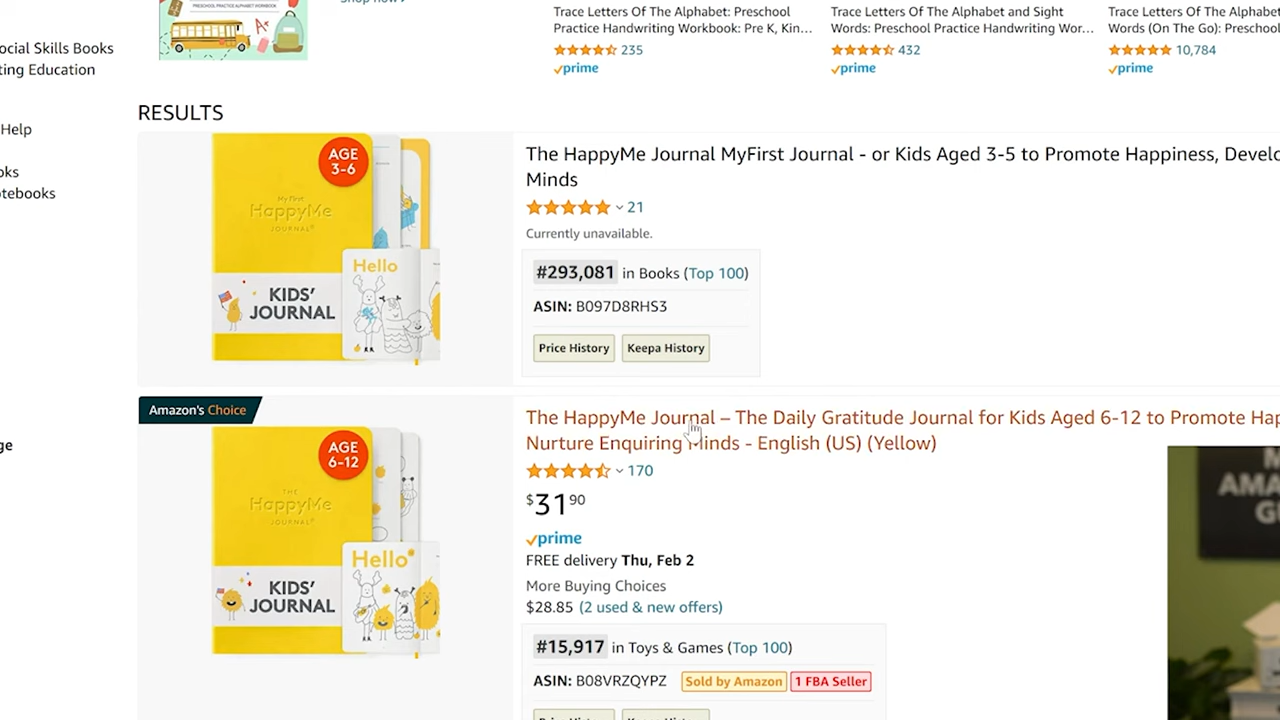 PRESCHOOL PRACTICE ALPHABET WORKBOOK
A+
Trace Letters Of The Alphabet: Preschool
Practice Handwriting Workbook: Pre K, Kin...
235
prime
Trace Letters Of The Alphabet and Sight
Words: Preschool Practice Handwriting Wor...
432
prime
Trace Letters Of The Alphabet
Words (On The Go): Preschoo
10,784
prime
ocial Skills Books
ting Education
Help
oks
otebooks
ge
RESULTS
AGE
3-6
My First
HappyMe
JOURNAL
Hello
KIDS'
JOURNAL
The HappyMe Journal MyFirst Journal - or Kids Aged 3-5 to Promote Happiness, Develo
Minds
21
Currently unavailable.
#293,081 in Books (Top 100)
ASIN: B097D8RHS3
Price History Keepa History
Amazon's Choice
AGE
6-12
THE
HappyMe
JOURNAL
Hello
KIDS'
JOURNAL
The HappyMe Journal – The Daily Gratitude Journal for Kids Aged 6-12 to Promote Hap
Nurture Enquiring Minds - English (US) (Yellow)
170
$31 90
prime
FREE delivery Thu, Feb 2
More Buying Choices
$28.85 (2 used & new offers)
#15,917 in Toys & Games (Top 100)
ASIN: B08VRZQYPZ Sold by Amazon 1 FBA Seller